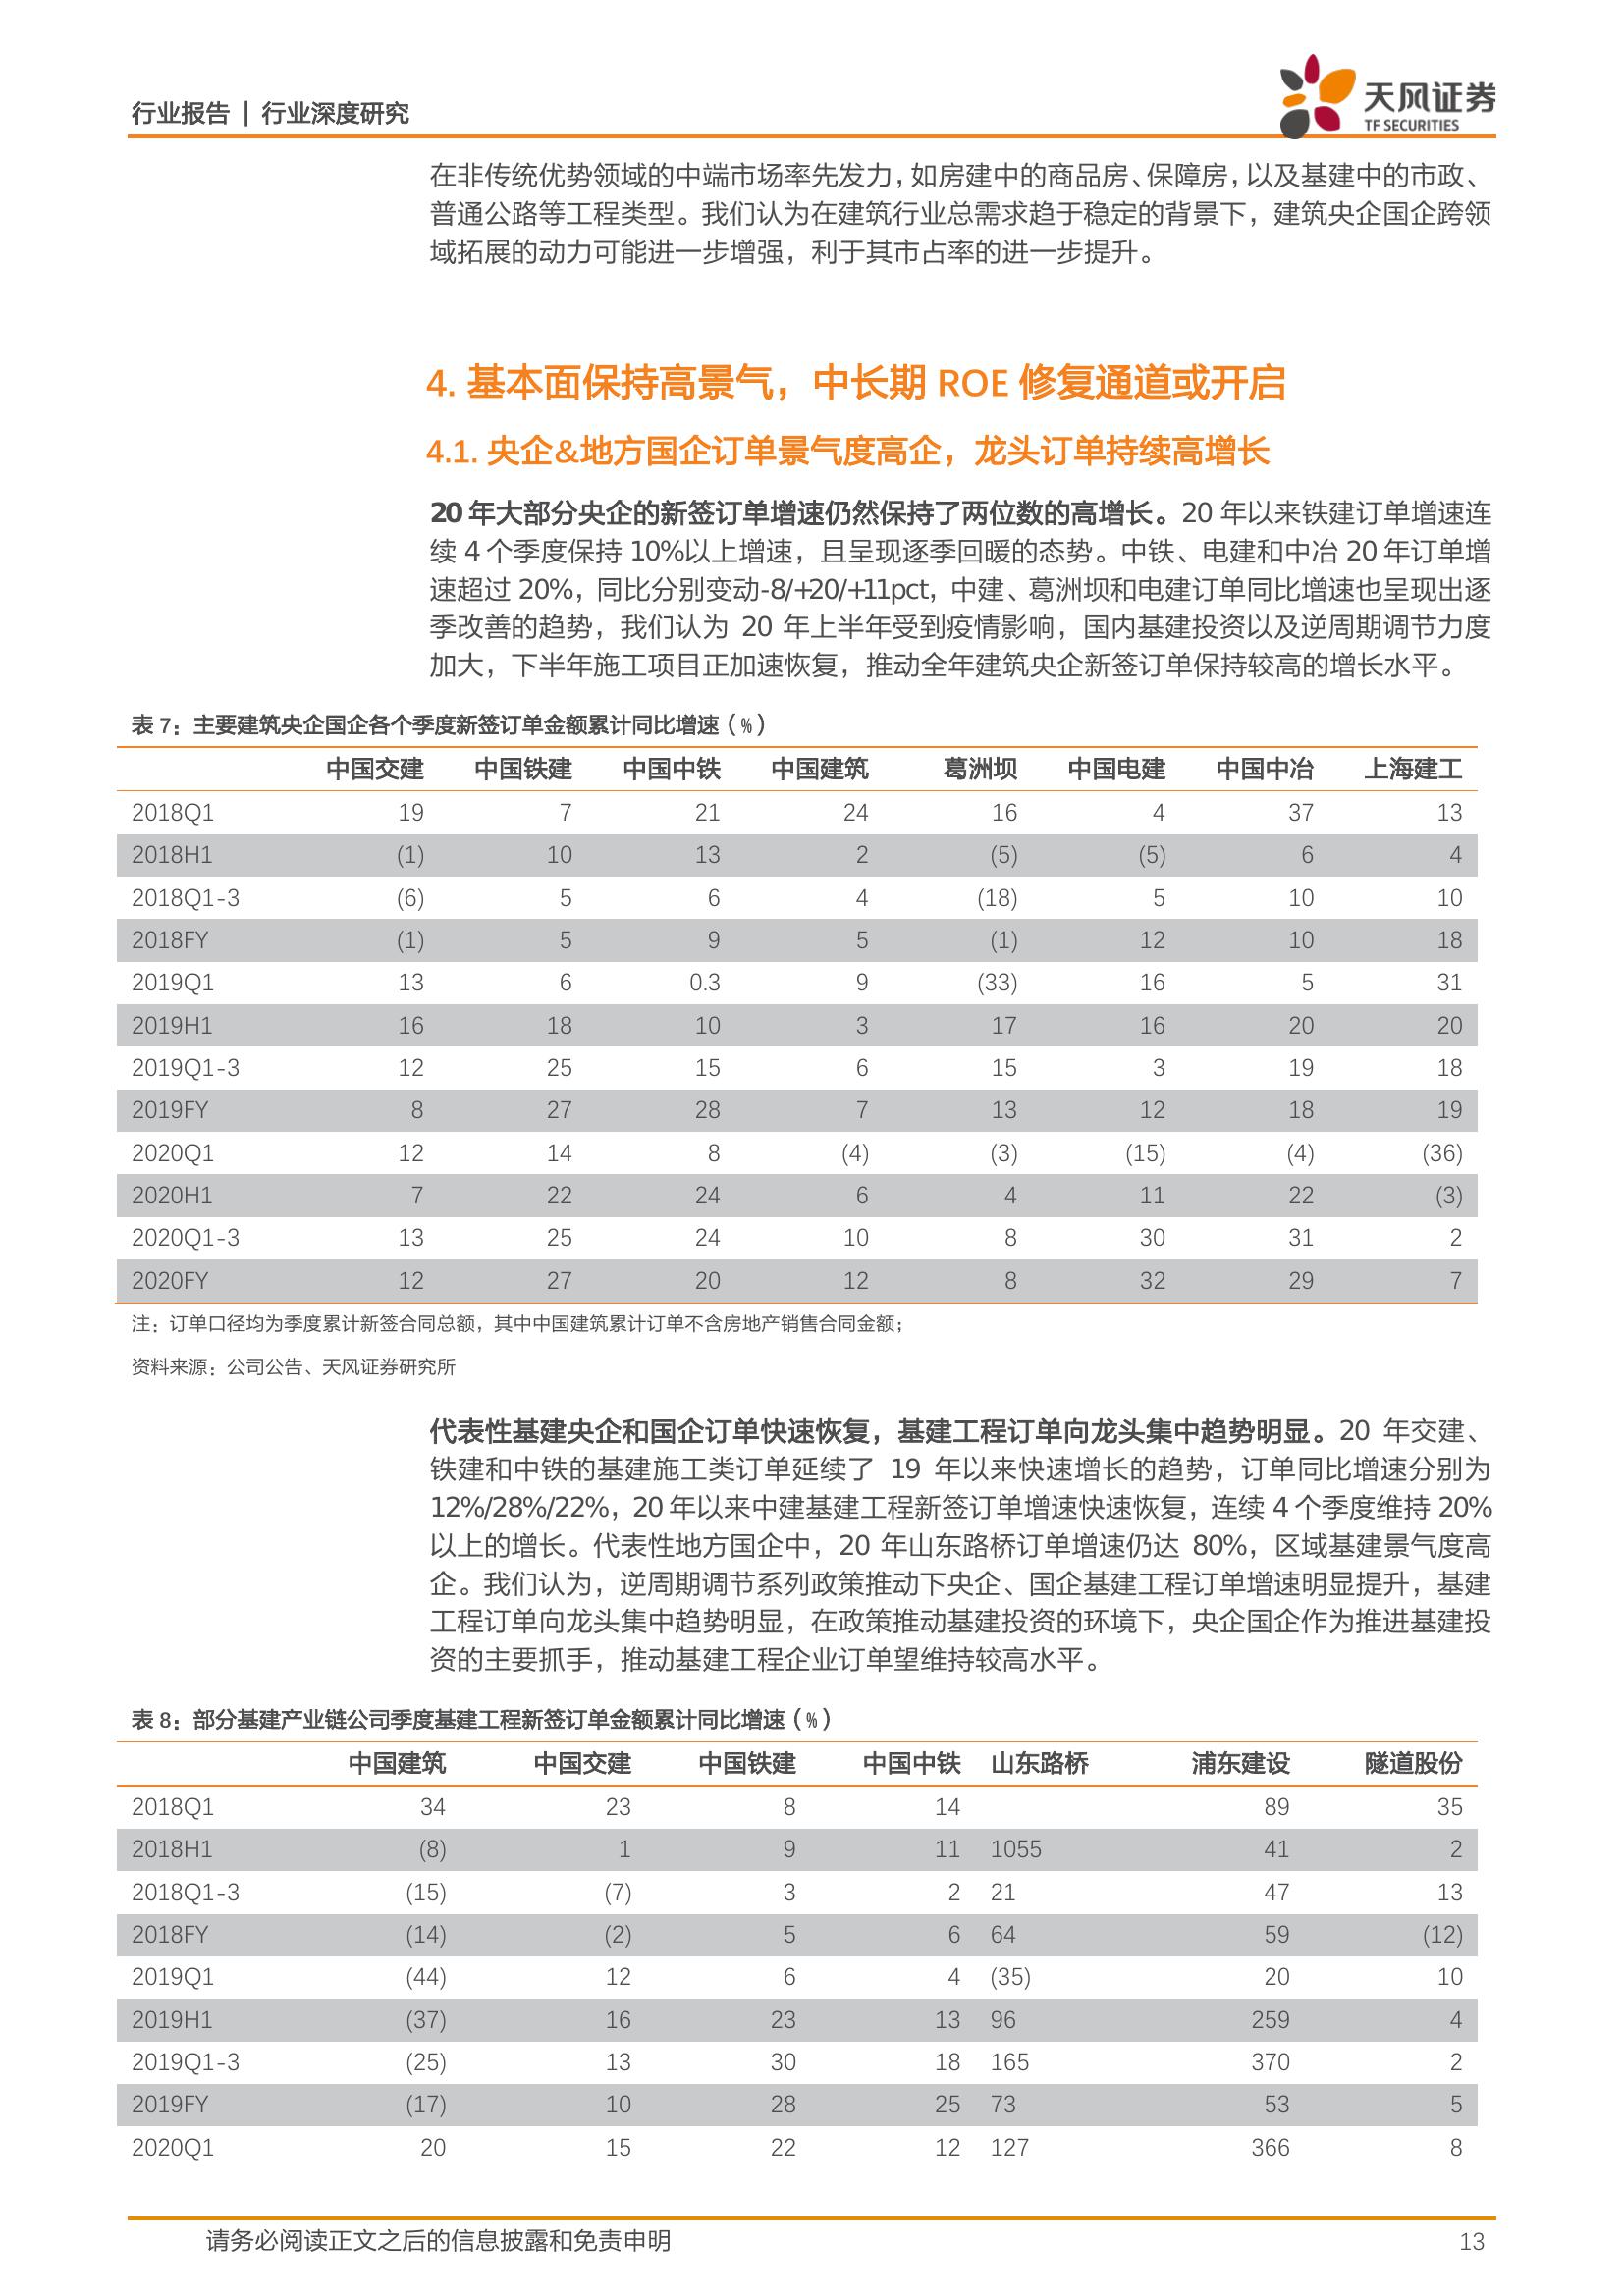 行业报告 | 行业深度研究
天风证券
TF SECURITIES
在非传统优势领域的中端市场率先发力，如房建中的商品房、保障房，以及基建中的市政、
普通公路等工程类型。我们认为在建筑行业总需求趋于稳定的背景下，建筑央企国企跨领
域拓展的动力可能进一步增强，利于其市占率的进一步提升。
4. 基本面保持高景气，中长期 ROE 修复通道或开启
4.1. 央企&地方国企订单景气度高企，龙头订单持续高增长
20 年大部分央企的新签订单增速仍然保持了两位数的高增长。20 年以来铁建订单增速连
续 4 个季度保持 10%以上增速，且呈现逐季回暖的态势。中铁、电建和中冶 20 年订单增
速超过 20%，同比分别变动-8/+20/+11pct，中建、葛洲坝和电建订单同比增速也呈现出逐
季改善的趋势，我们认为 20 年上半年受到疫情影响，国内基建投资以及逆周期调节力度
加大，下半年施工项目正加速恢复，推动全年建筑央企新签订单保持较高的增长水平。
表 7：主要建筑央企国企各个季度新签订单金额累计同比增速（%）
中国交建 中国铁建 中国中铁 中国建筑 葛洲坝 中国电建 中国中冶 上海建工
2018Q1 19 7 21 24 16 4 37 13
2018H1 (1) 10 13 2 (5) (5) 6 4
2018Q1-3 (6) 5 6 4 (18) 5 10 10
2018FY (1) 5 9 5 (1) 12 10 18
2019Q1 13 6 0.3 9 (33) 16 5 31
2019H1 16 18 10 3 17 16 20 20
2019Q1-3 12 25 15 6 15 3 19 18
2019FY 8 27 28 7 13 12 18 19
2020Q1 12 14 8 (4) (3) (15) (4) (36)
2020H1 7 22 24 6 4 11 22 (3)
2020Q1-3 13 25 24 10 8 30 31 2
2020FY 12 27 20 12 8 32 29 7
注：订单口径均为季度累计新签合同总额，其中中国建筑累计订单不含房地产销售合同金额；
资料来源：公司公告、天风证券研究所
代表性基建央企和国企订单快速恢复，基建工程订单向龙头集中趋势明显。20 年交建、
铁建和中铁的基建施工类订单延续了 19 年以来快速增长的趋势，订单同比增速分别为
12%/28%/22%，20 年以来中建基建工程新签订单增速快速恢复，连续 4 个季度维持 20%
以上的增长。代表性地方国企中，20 年山东路桥订单增速仍达 80%，区域基建景气度高
企。我们认为，逆周期调节系列政策推动下央企、国企基建工程订单增速明显提升，基建
工程订单向龙头集中趋势明显，在政策推动基建投资的环境下，央企国企作为推进基建投
资的主要抓手，推动基建工程企业订单望维持较高水平。
表 8：部分基建产业链公司季度基建工程新签订单金额累计同比增速（%）
中国建筑 中国交建 中国铁建 中国中铁 山东路桥 浦东建设 隧道股份
2018Q1 34 23 8 14 89 35
2018H1 (8) 1 9 11 1055 41 2
2018Q1-3 (15) (7) 3 2 21 47 13
2018FY (14) (2) 5 6 64 59 (12)
2019Q1 (44) 12 6 4 (35) 20 10
2019H1 (37) 16 23 13 96 259 4
2019Q1-3 (25) 13 30 18 165 370 2
2019FY (17) 10 28 25 73 53 5
2020Q1 20 15 22 12 127 366 8
请务必阅读正文之后的信息披露和免责申明 13